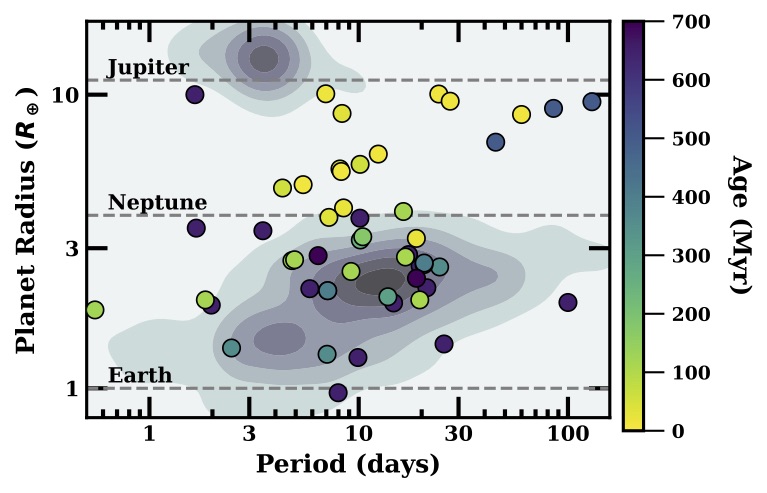 Planet Radius (R⊕)
10
3
1
Jupiter
Neptune
Earth
1
3
10
30
100
Period (days)
700
600
500
400
300
200
100
0
Age (Myr)